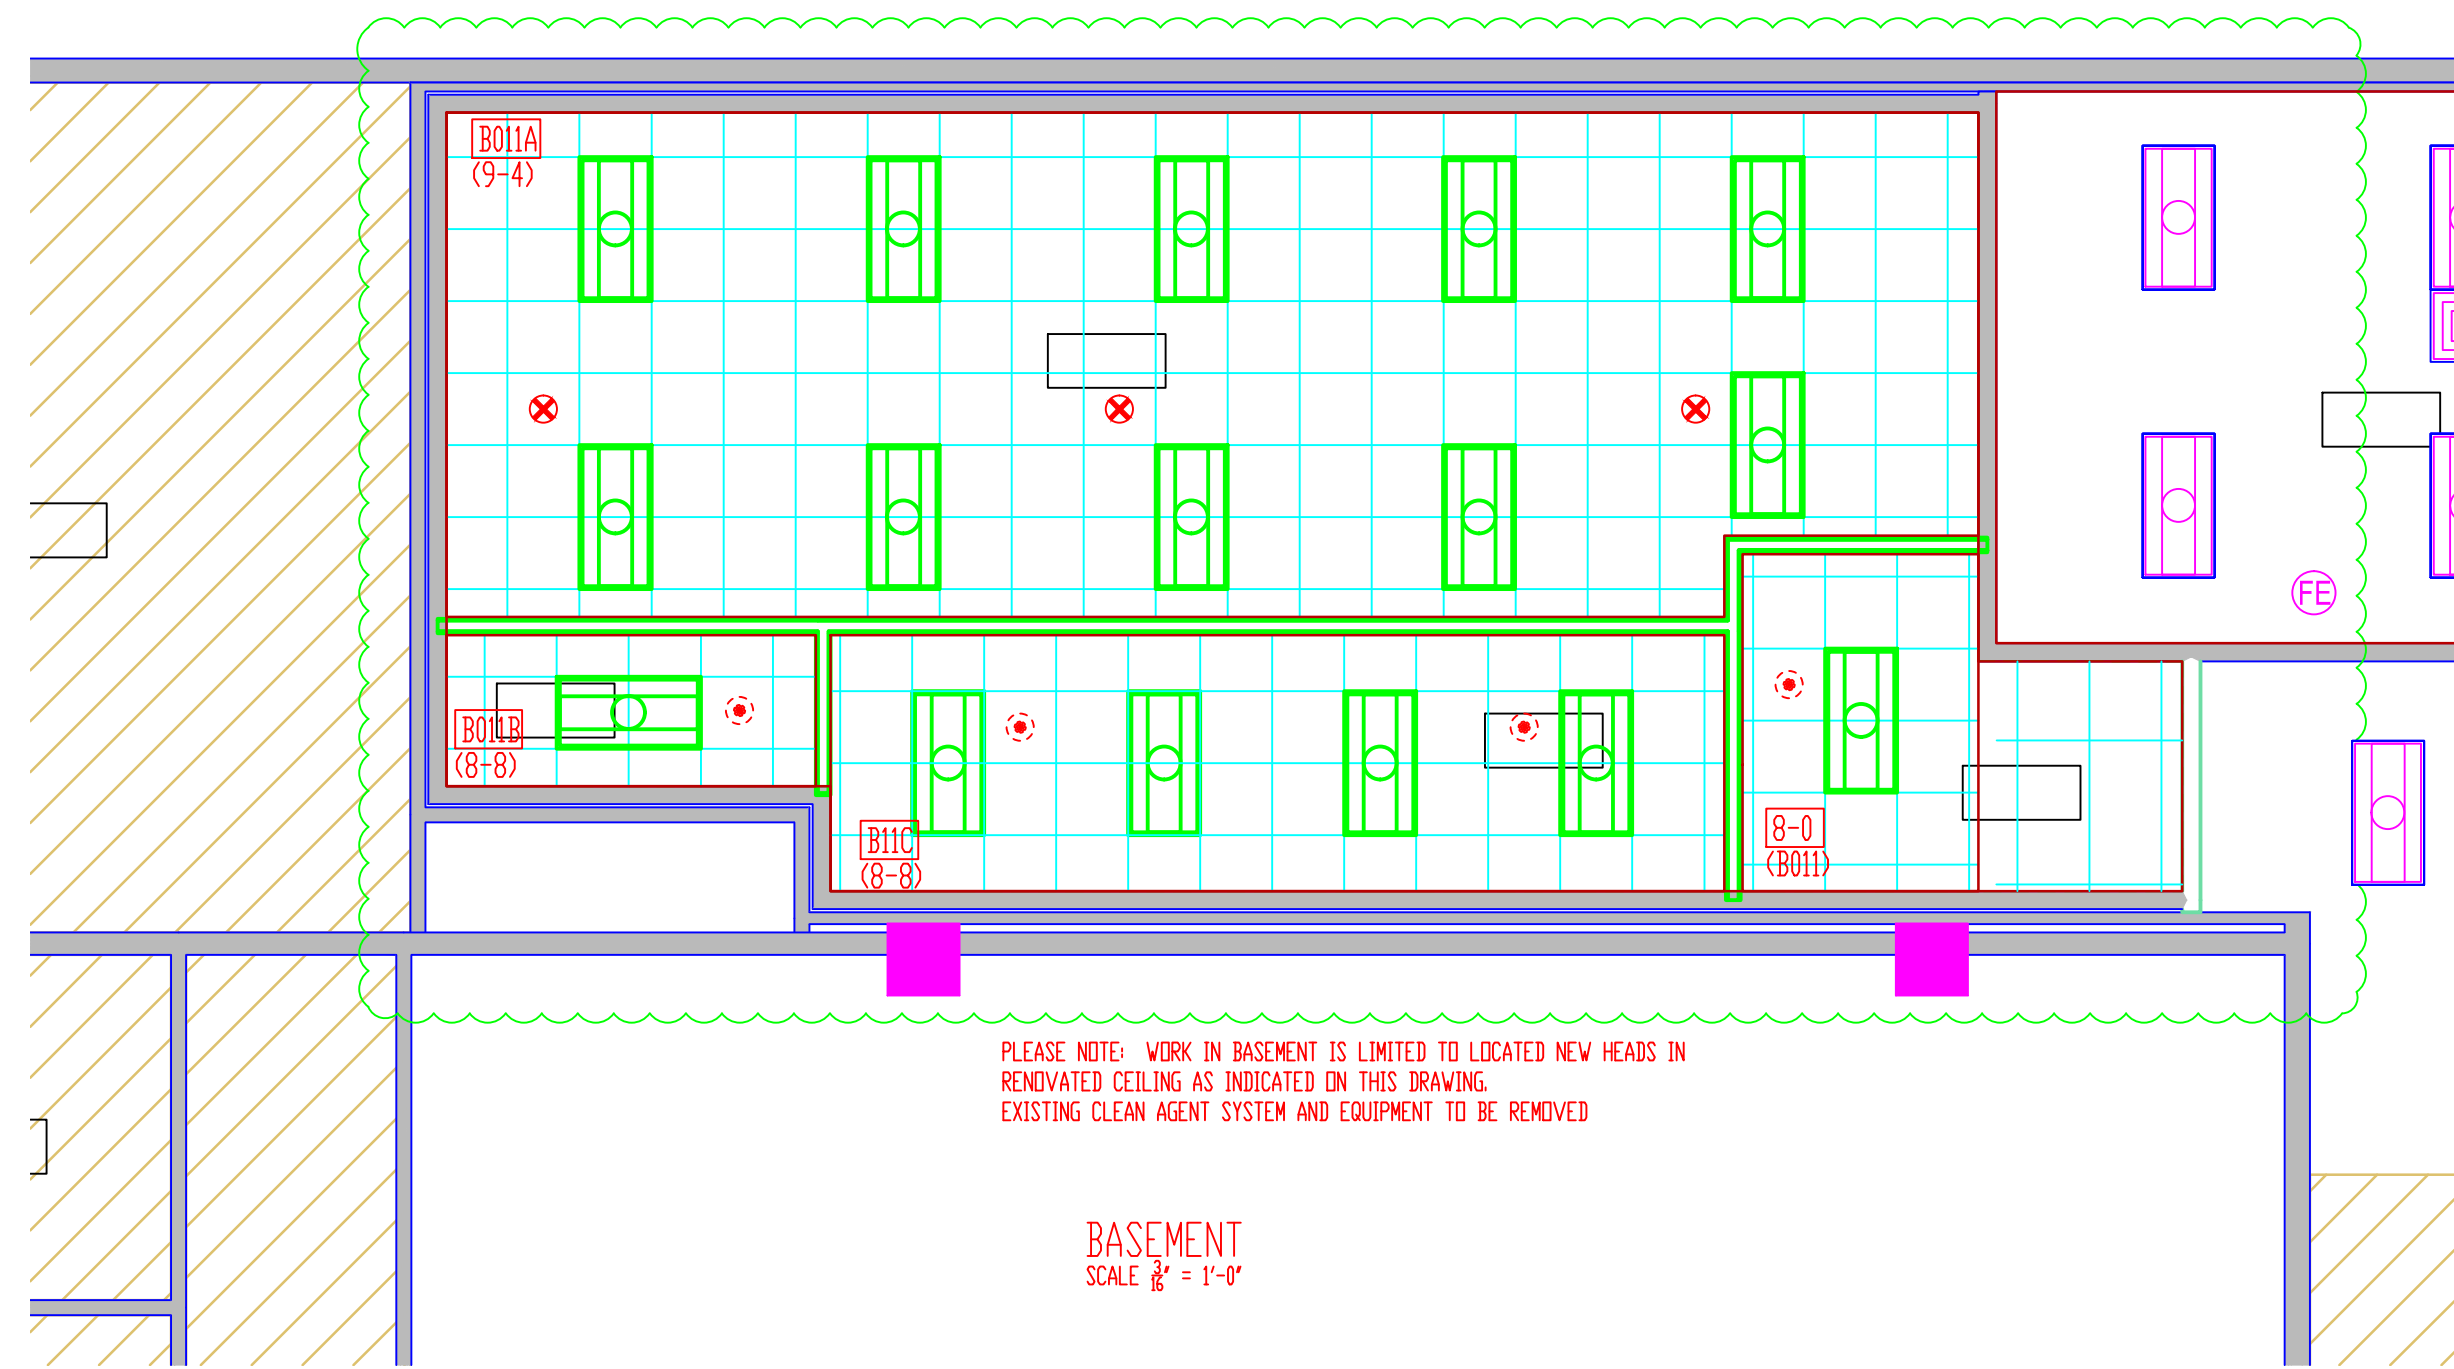 B011A
(9-4)
FE
B011B
(8-8)
B11C
(8-8)
8-0
(B011)
PLEASE NOTE: WORK IN BASEMENT IS LIMITED TO LOCATED NEW HEADS IN
RENOVATED CEILING AS INDICATED ON THIS DRAWING.
EXISTING CLEAN AGENT SYSTEM AND EQUIPMENT TO BE REMOVED
BASEMENT
SCALE 3/16" = 1'-0"